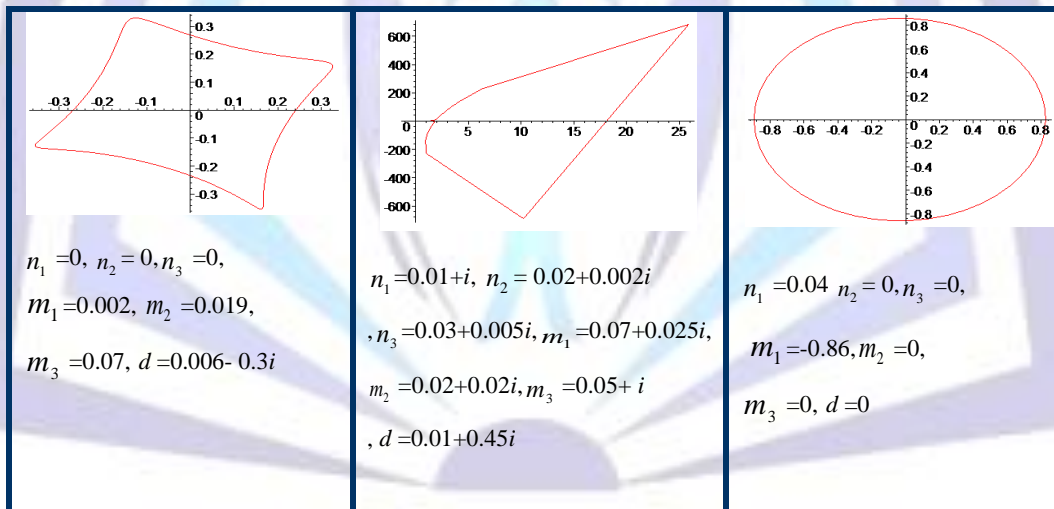 0.3
0.2
0.1
-0.3 -0.2 -0.1 0.1 0.2 0.3
0
-0.1
-0.2
-0.3
n₁ =0, n₂ = 0, n₃ =0,
m₁=0.002, m₂ =0.019,
m₃ =0.07, d =0.006- 0.3i
600
400
200
0 5 10 15 20 25
-200
-400
-600
n₁=0.01+i, n₂ = 0.02+0.002i
, n₃ =0.03+0.005i, m₁ =0.07+0.025i,
m₂ =0.02+0.02i, m₃ =0.05+ i
, d =0.01+0.45i
0.8
0.6
0.4
0.2
-0.8 -0.6 -0.4 -0.2 0 0.2 0.4 0.6 0.8
-0.2
-0.4
-0.6
-0.8
n₁ =0.04 n₂ = 0, n₃ =0,
m₁=-0.86, m₂ =0,
m₃ =0, d =0